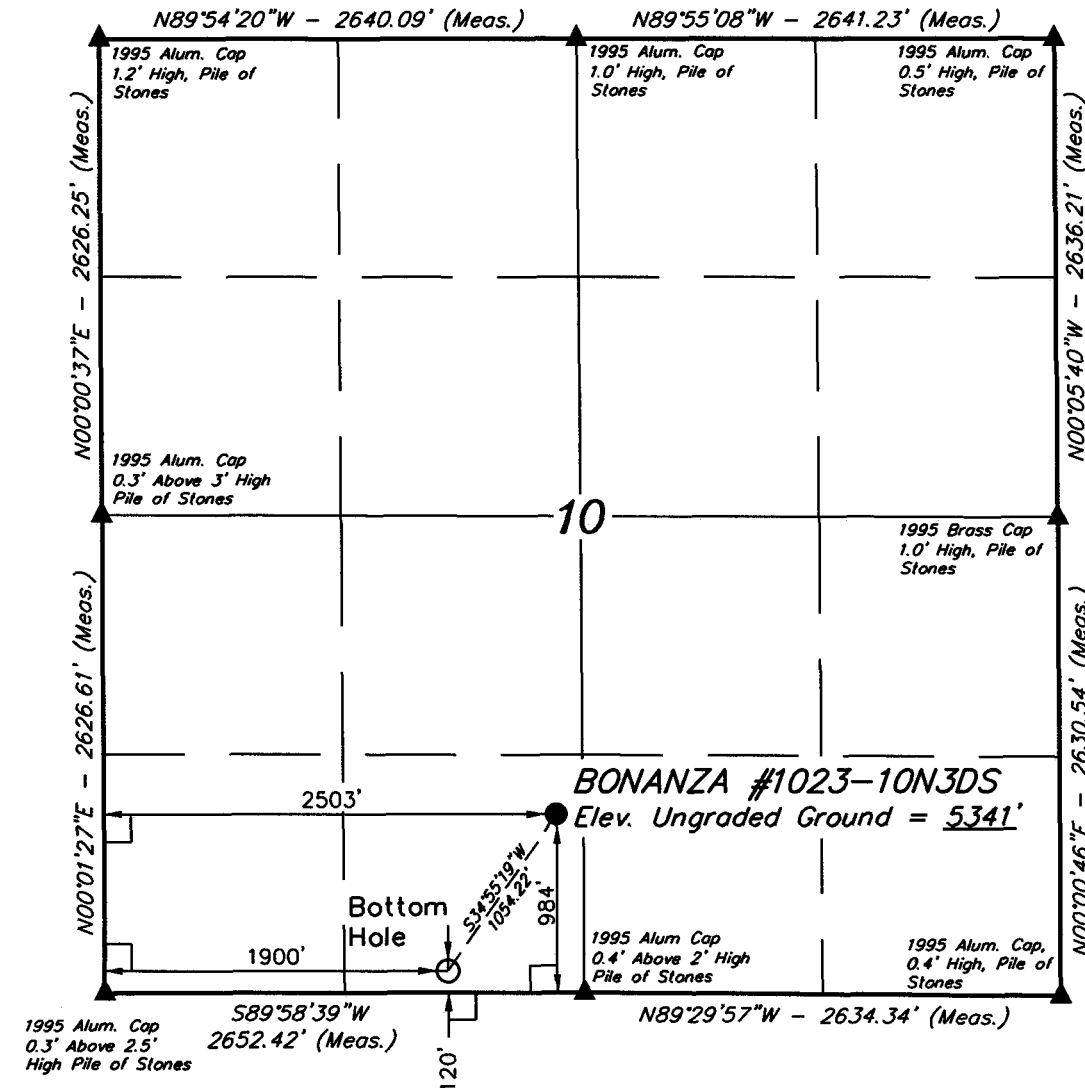 N89°54'20"W - 2640.09' (Meas.)
N89°55'08"W - 2641.23' (Meas.)
1995 Alum. Cap
1.2' High, Pile of
Stones
1995 Alum. Cap
1.0' High, Pile of
Stones
1995 Alum. Cap
0.5' High, Pile of
Stones
N00°00'37"E - 2626.25' (Meas.)
N00°05'40"W - 2636.21' (Meas.)
1995 Alum. Cap
0.3' Above 3' High
Pile of Stones
10
1995 Brass Cap
1.0' High, Pile of
Stones
N00°01'27"E - 2626.61' (Meas.)
N00°00'46"E - 2630.54' (Meas.)
BONANZA #1023-10N3DS
Elev. Ungraded Ground = 5341'
2503'
S34°55'19"W
1054.22'
984'
Bottom
Hole
1900'
1995 Alum Cap
0.4' Above 2' High
Pile of Stones
1995 Alum. Cap,
0.4' High, Pile of
Stones
1995 Alum. Cap
0.3' Above 2.5'
High Pile of Stones
S89°58'39"W
2652.42' (Meas.)
120'
N89°29'57"W - 2634.34' (Meas.)